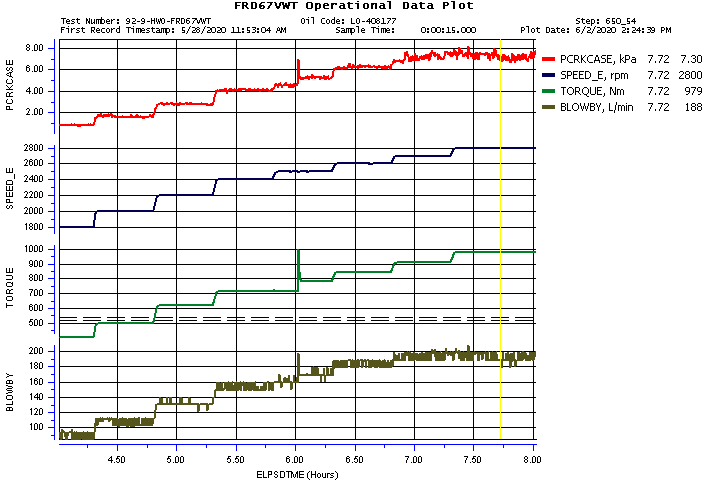 FRD67VWT Operational Data Plot
Test Number: 92-9-HW0-FRD67VWT Oil Code: LO-408177 Step: 650_54
First Record Timestamp: 5/28/2020 11:53:04 AM Sample Time: 0:00:15.000 Plot Date: 6/2/2020 2:24:39 PM
PCRKCASE
8.00
6.00
4.00
2.00
PCRKCASE, kPa 7.72 7.30
SPEED_E, rpm 7.72 2800
TORQUE, Nm 7.72 979
BLOWBY, L/min 7.72 188
SPEED_E
2800
2600
2400
2200
2000
1800
TORQUE
1000
900
800
700
600
500
BLOWBY
200
180
160
140
120
100
4.50 5.00 5.50 6.00 6.50 7.00 7.50 8.00
ELPSDTME (Hours)